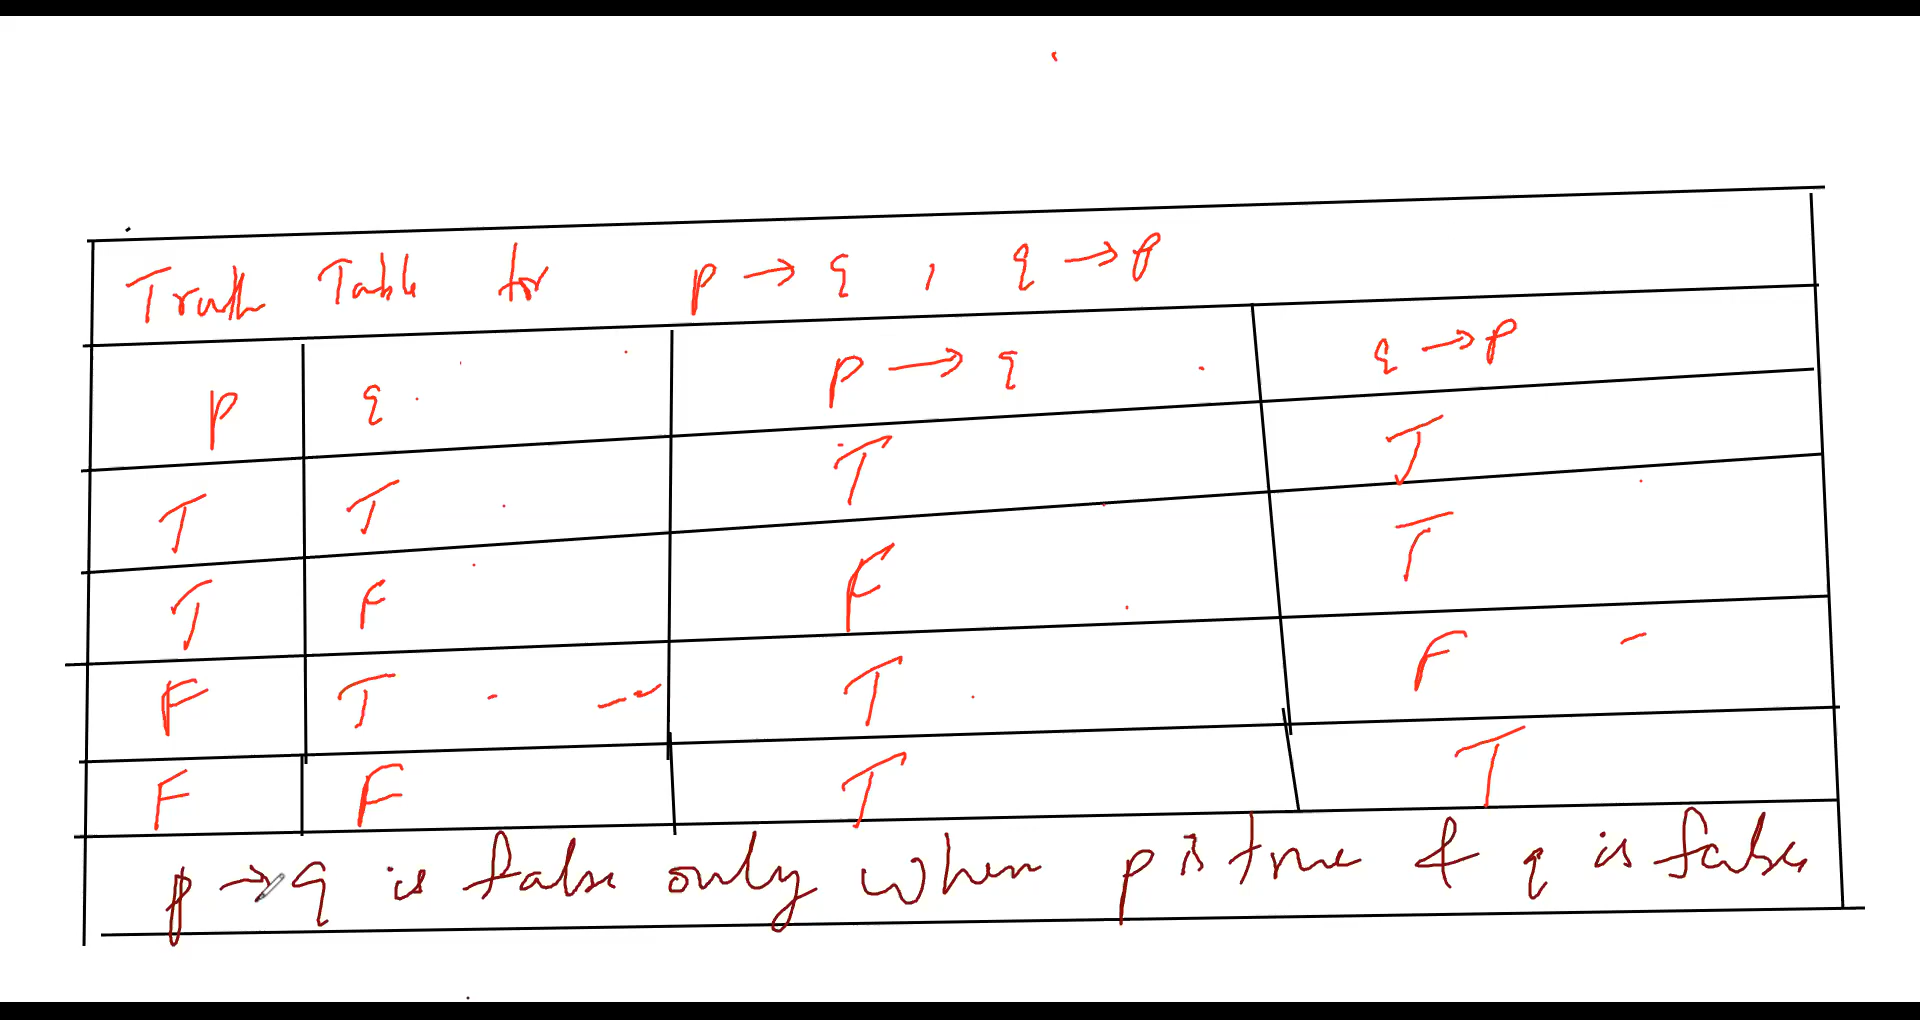 Truth Table for p → q , q → p
p q p → q q → p
T T T T
T F F T
F T T F
F F T T
p → q is false only when p is true & q is false